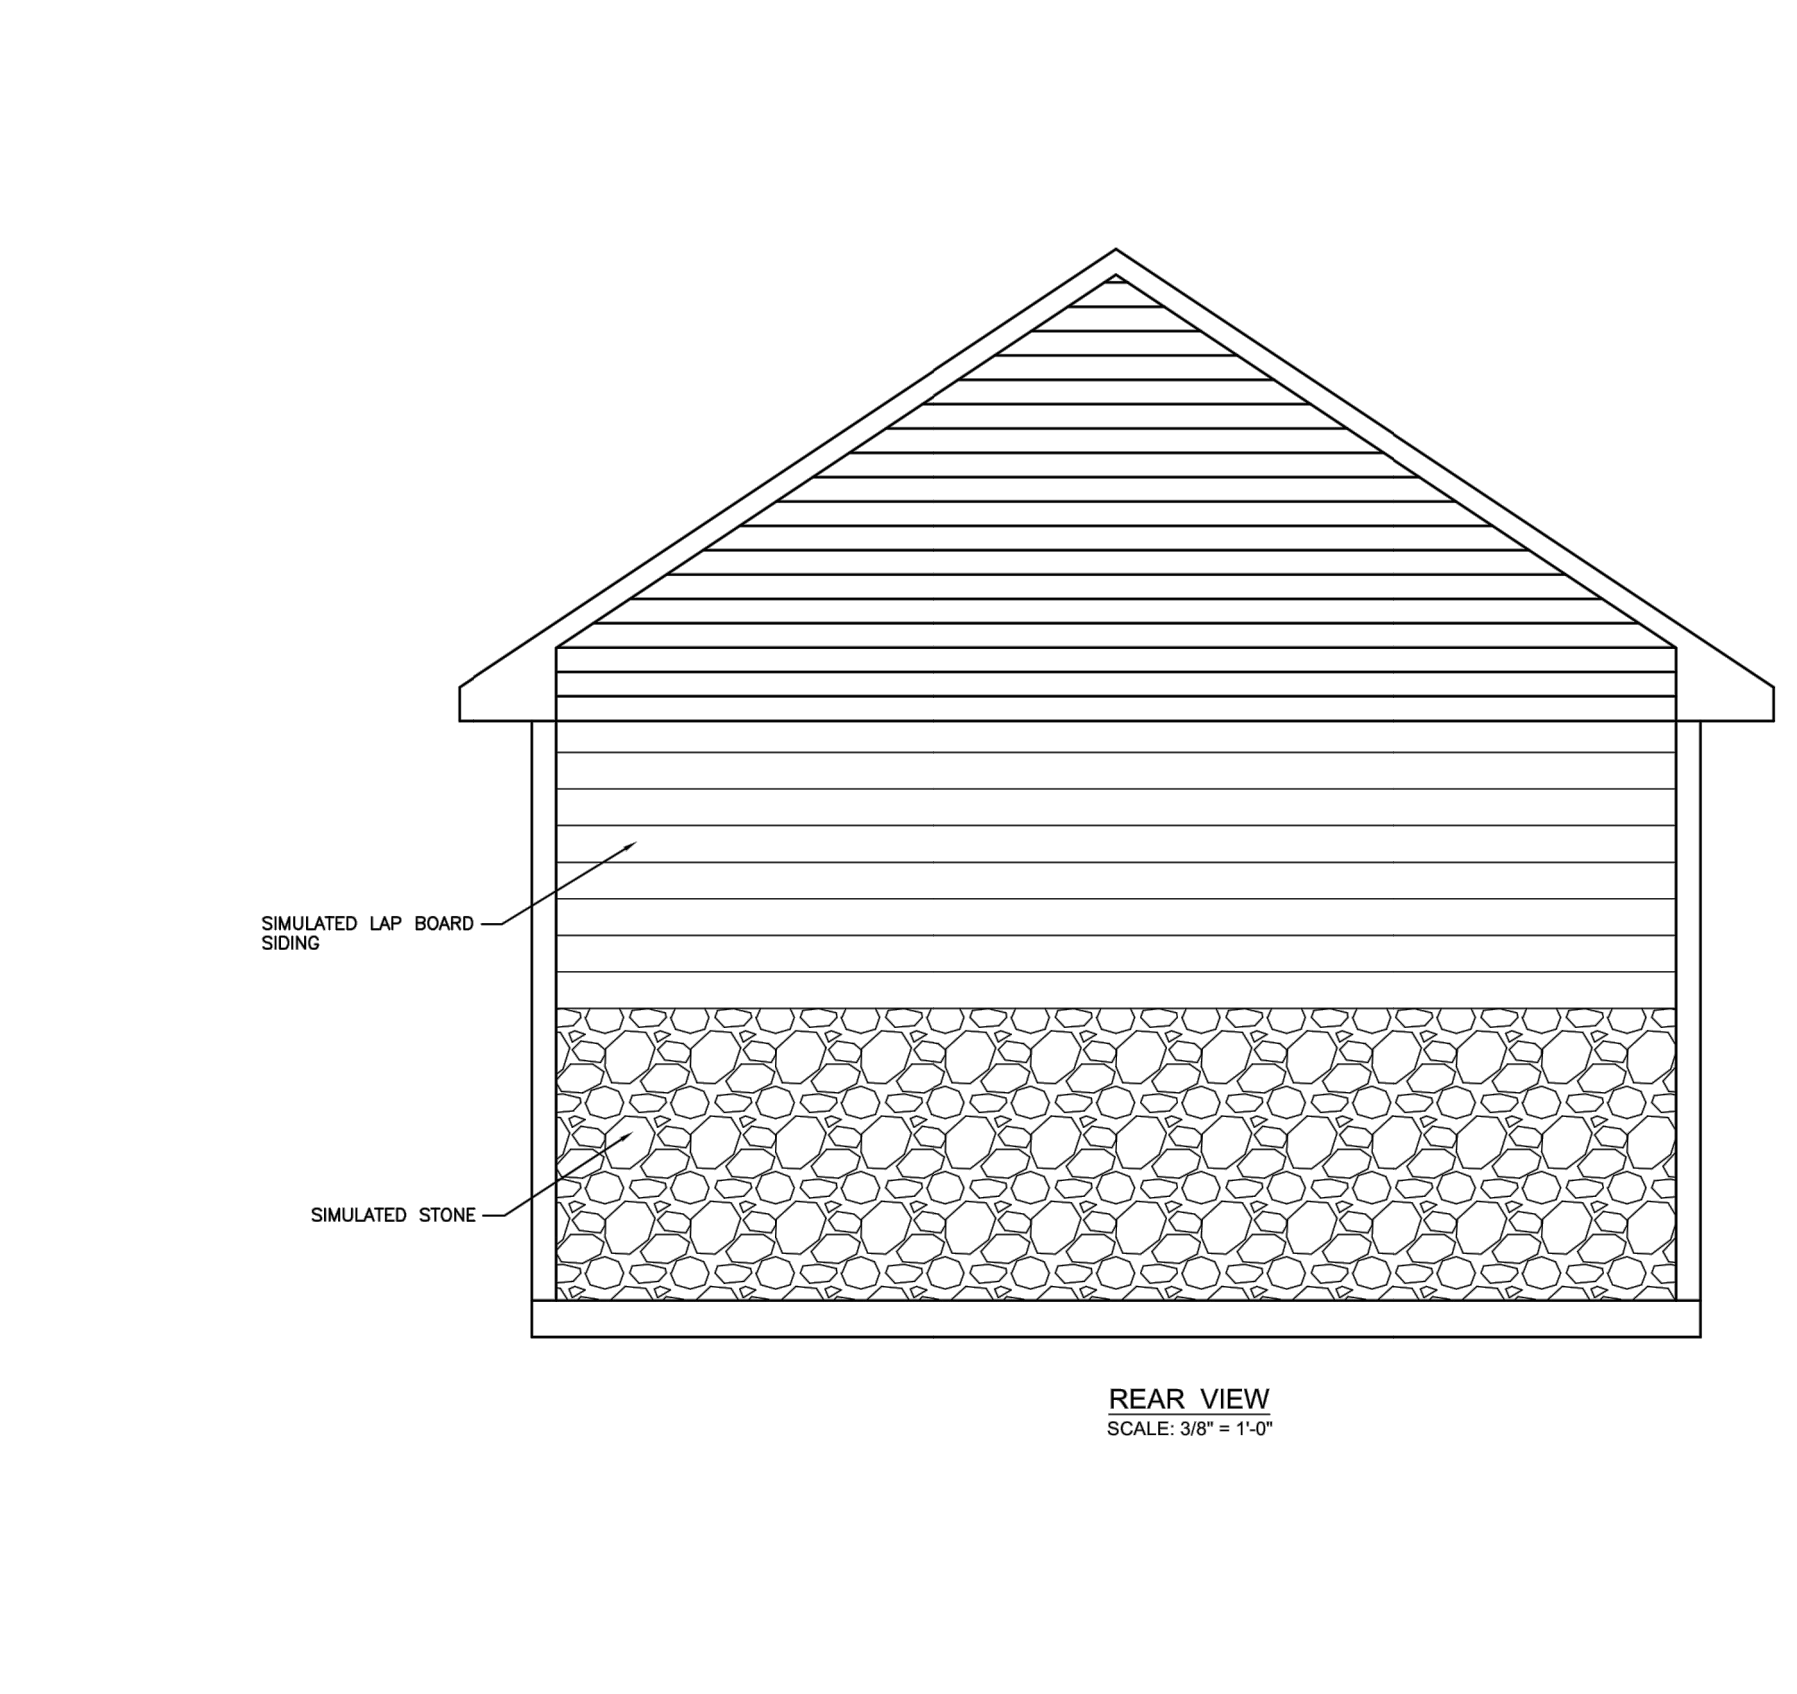 SIMULATED LAP BOARD
SIDING
SIMULATED STONE
REAR VIEW
SCALE: 3/8" = 1'-0"